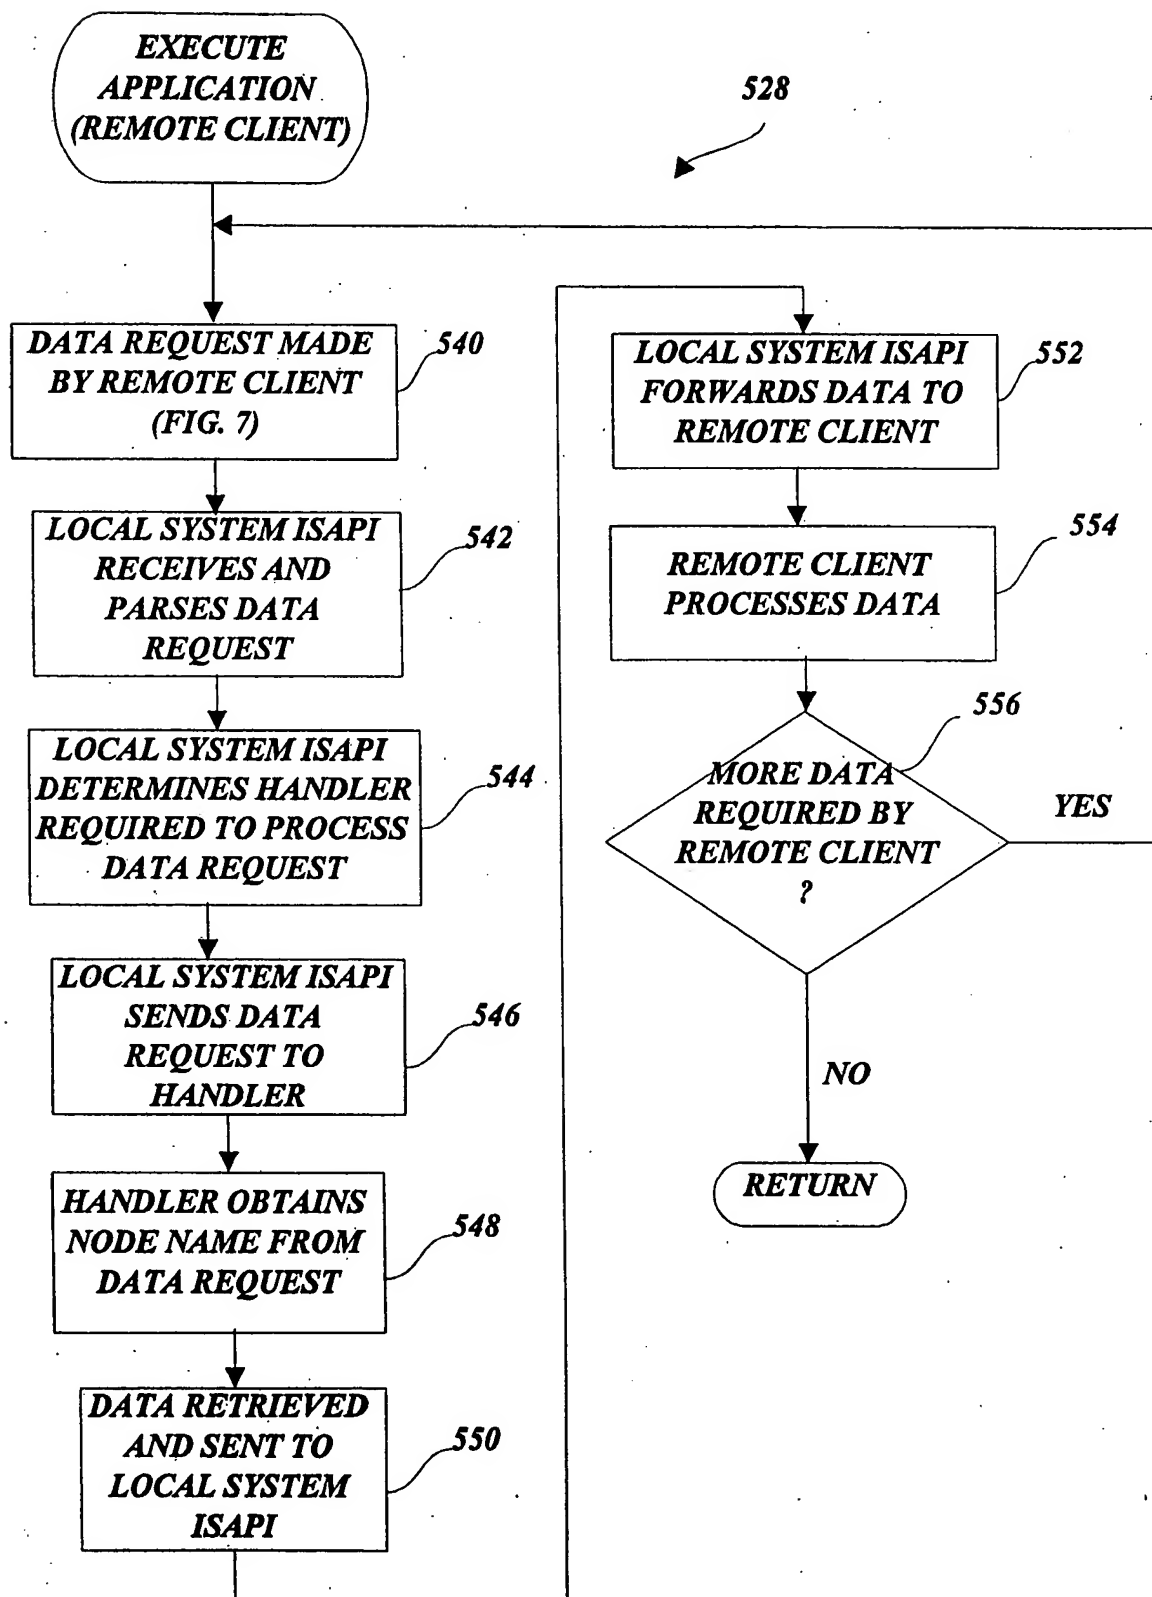 EXECUTE
APPLICATION
(REMOTE CLIENT)
528
DATA REQUEST MADE
BY REMOTE CLIENT
(FIG. 7)
540
LOCAL SYSTEM ISAPI
RECEIVES AND
PARSES DATA
REQUEST
542
LOCAL SYSTEM ISAPI
DETERMINES HANDLER
REQUIRED TO PROCESS
DATA REQUEST
544
LOCAL SYSTEM ISAPI
SENDS DATA
REQUEST TO
HANDLER
546
HANDLER OBTAINS
NODE NAME FROM
DATA REQUEST
548
DATA RETRIEVED
AND SENT TO
LOCAL SYSTEM
ISAPI
550
LOCAL SYSTEM ISAPI
FORWARDS DATA TO
REMOTE CLIENT
552
REMOTE CLIENT
PROCESSES DATA
554
MORE DATA
REQUIRED BY
REMOTE CLIENT
?
556
YES
NO
RETURN